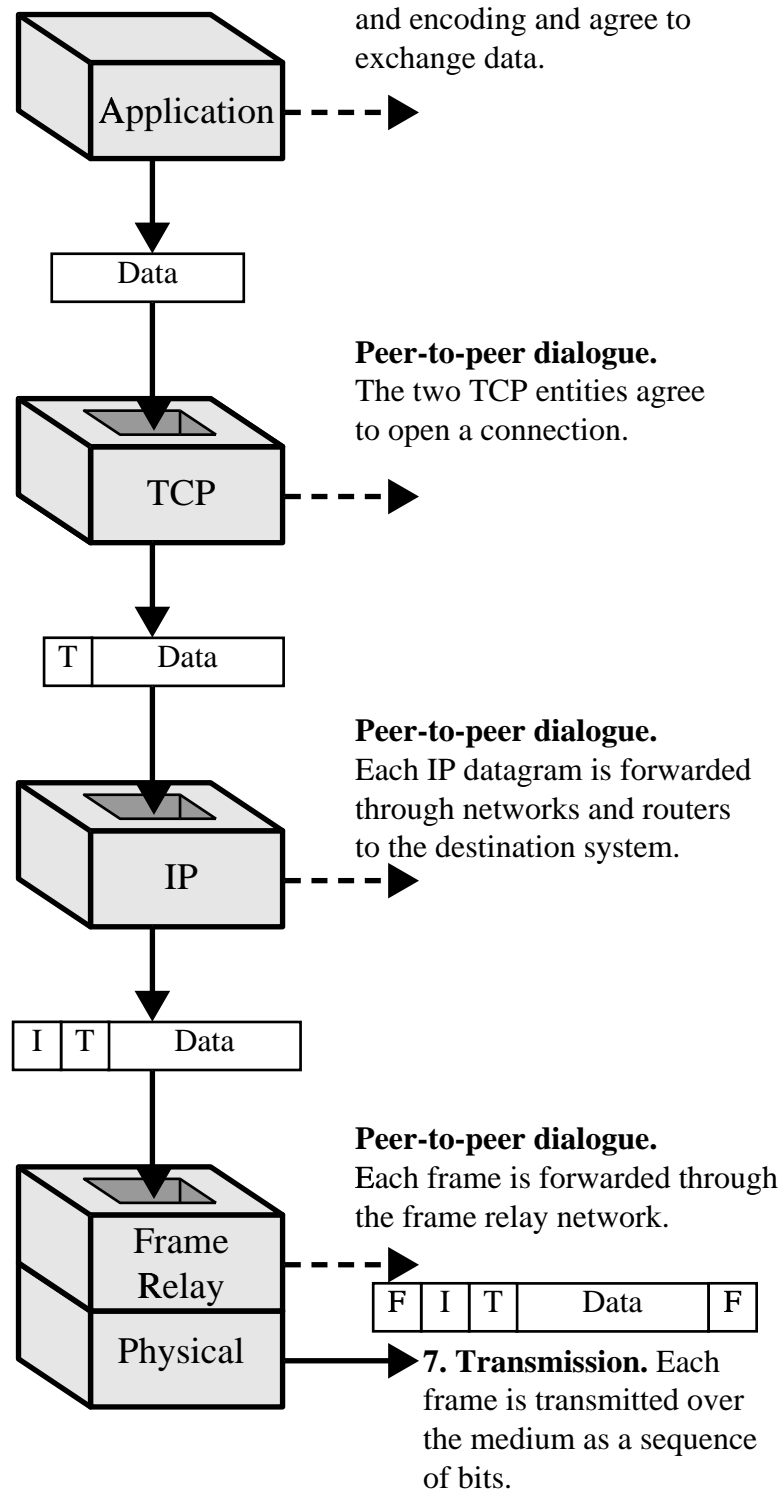 and encoding and agree to
exchange data.
Application
Data
Peer-to-peer dialogue.
The two TCP entities agree
to open a connection.
TCP
T Data
Peer-to-peer dialogue.
Each IP datagram is forwarded
through networks and routers
to the destination system.
IP
I T Data
Peer-to-peer dialogue.
Each frame is forwarded through
the frame relay network.
Frame
Relay
F I T Data F
Physical
7. Transmission. Each
frame is transmitted over
the medium as a sequence
of bits.